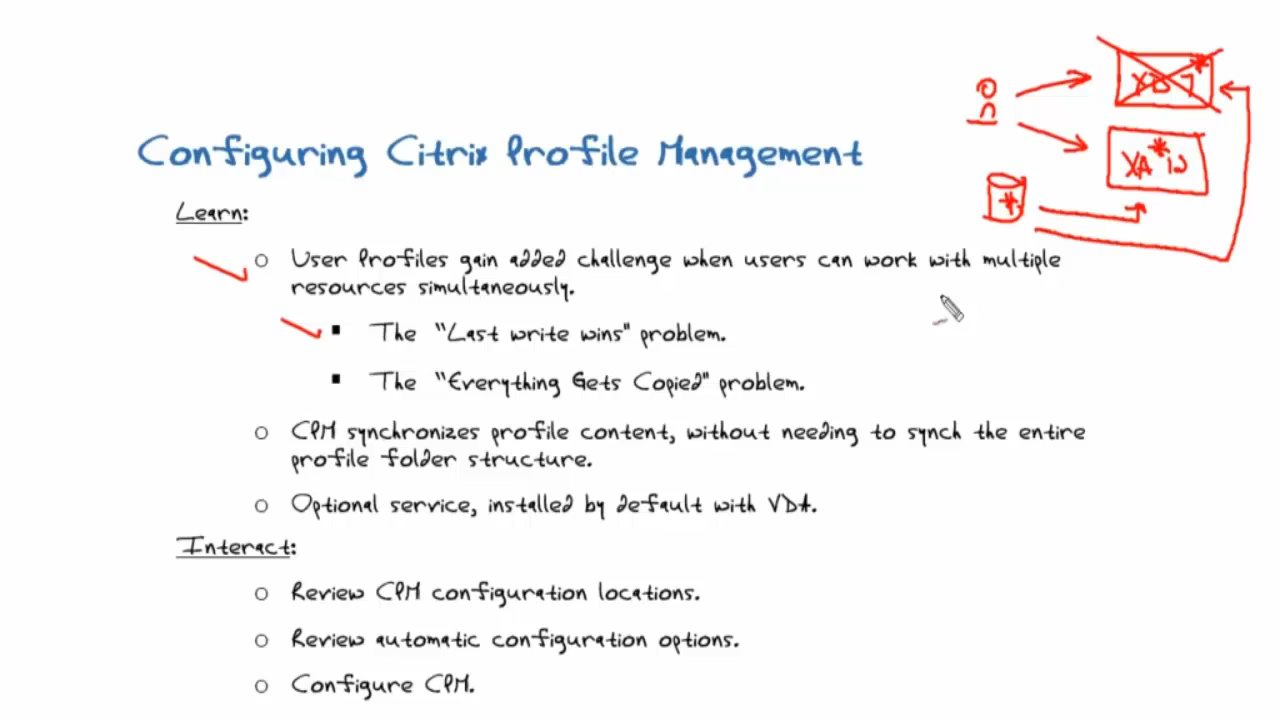 Configuring Citrix Profile Management
Learn:
User Profiles gain added challenge when users can work with multiple
resources simultaneously.
The "Last write wins" problem.
The "Everything Gets Copied" problem.
CPM synchronizes profile content, without needing to synch the entire
profile folder structure.
Optional service, installed by default with VDA.
Interact:
Review CPM configuration locations.
Review automatic configuration options.
Configure CPM.
XD 7 *
XA *
*